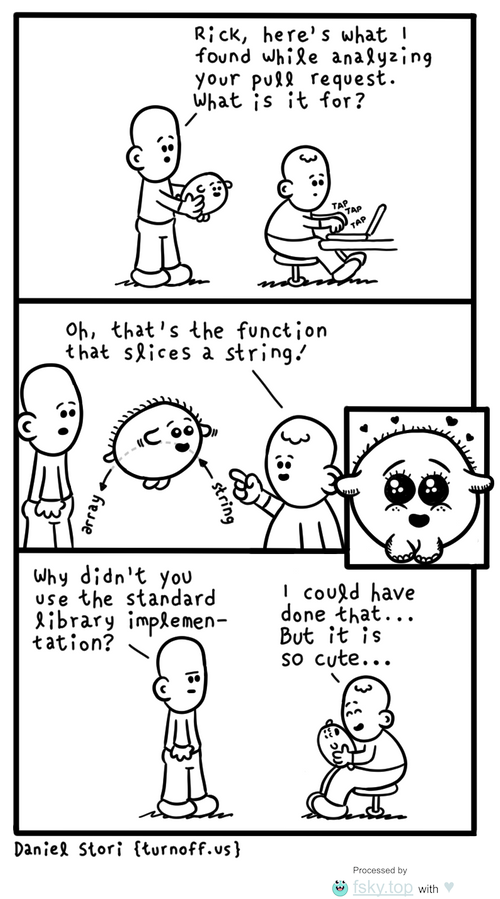 Rick, here's what I
found while analyzing
your pull request.
What is it for?
TAP
TAP
TAP
Oh, that's the function
that slices a string!
array
string
Why didn't you
use the standard
library implemen-
tation?
I could have
done that...
But it is
so cute...
Daniel Stori {turnoff.us}
Processed by
fsky.top with ♥